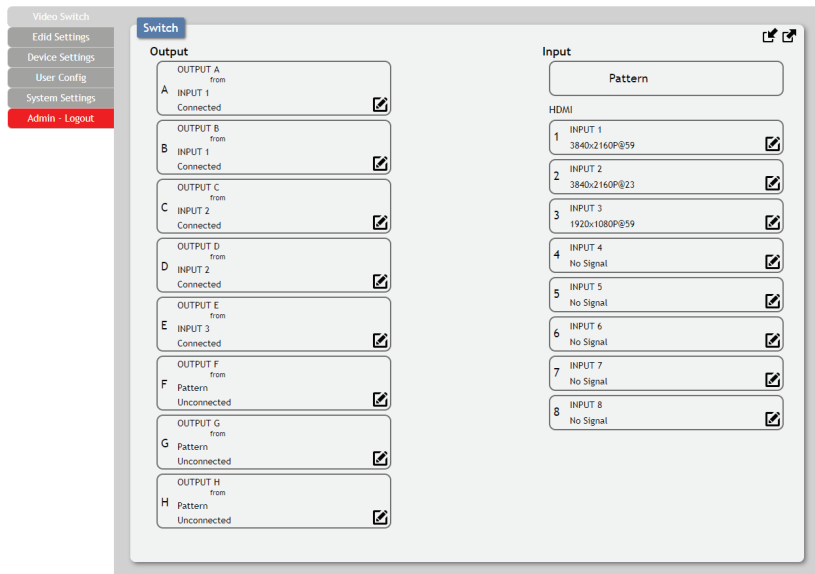 Video Switch
Edid Settings
Device Settings
User Config
System Settings
Admin - Logout
Switch
Output
OUTPUT A
from
A
INPUT 1
Connected
OUTPUT B
from
B
INPUT 1
Connected
OUTPUT C
from
C
INPUT 2
Connected
OUTPUT D
from
D
INPUT 2
Connected
OUTPUT E
from
E
INPUT 3
Connected
OUTPUT F
from
F
Pattern
Unconnected
OUTPUT G
from
G
Pattern
Unconnected
OUTPUT H
from
H
Pattern
Unconnected
Input
Pattern
HDMI
1
INPUT 1
3840x2160P@59
2
INPUT 2
3840x2160P@23
3
INPUT 3
1920x1080P@59
4
INPUT 4
No Signal
5
INPUT 5
No Signal
6
INPUT 6
No Signal
7
INPUT 7
No Signal
8
INPUT 8
No Signal